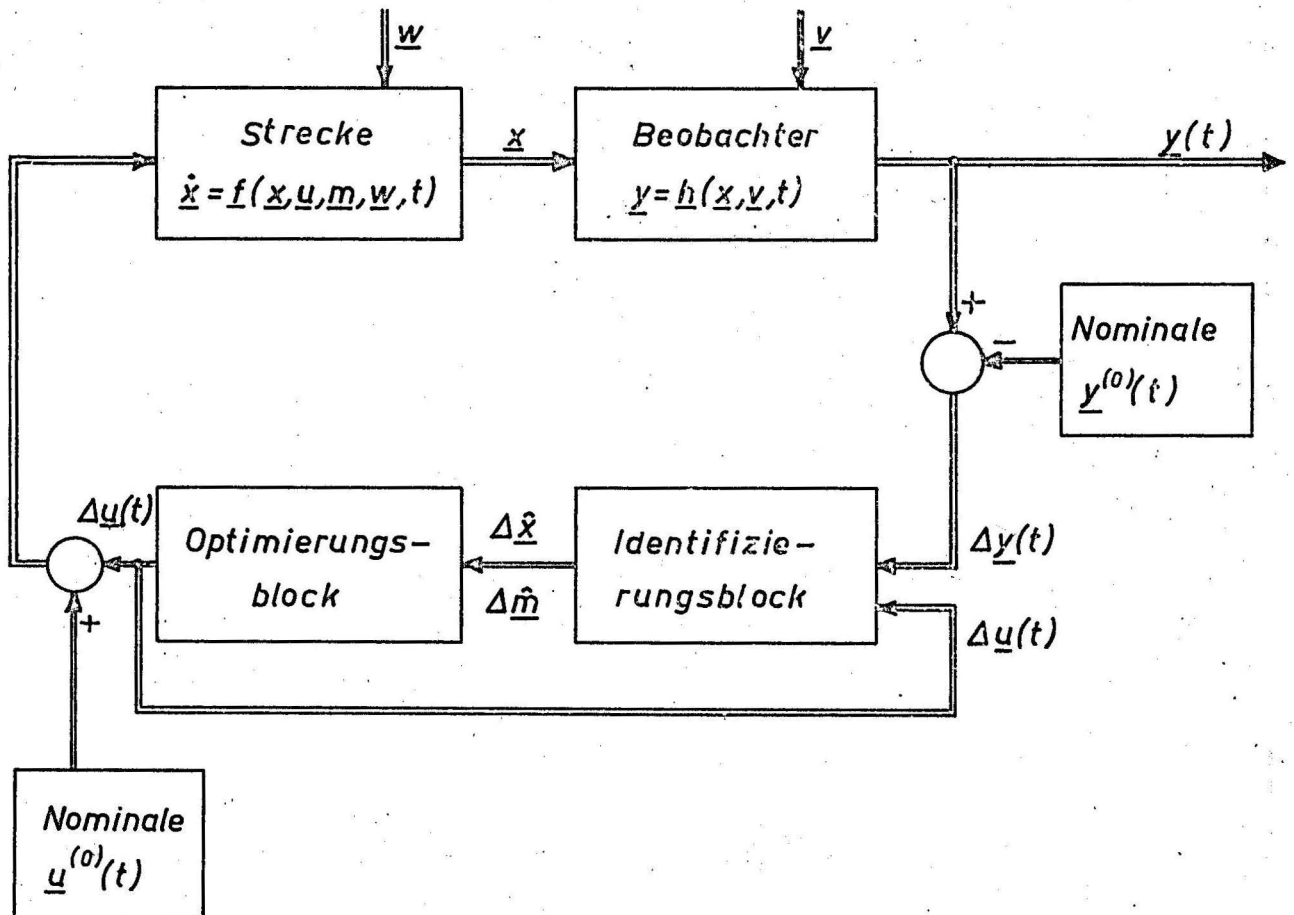 w
v
Strecke
ẋ = f(x,u,m,w,t)
x
Beobachter
y = h(x,v,t)
y(t)
+
−
Nominale
y⁽⁰⁾(t)
Δu(t)
Optimierungs–
block
Δx̂
Δm̂
Identifizie–
rungsblock
Δy(t)
Δu(t)
+
Nominale
u⁽⁰⁾(t)